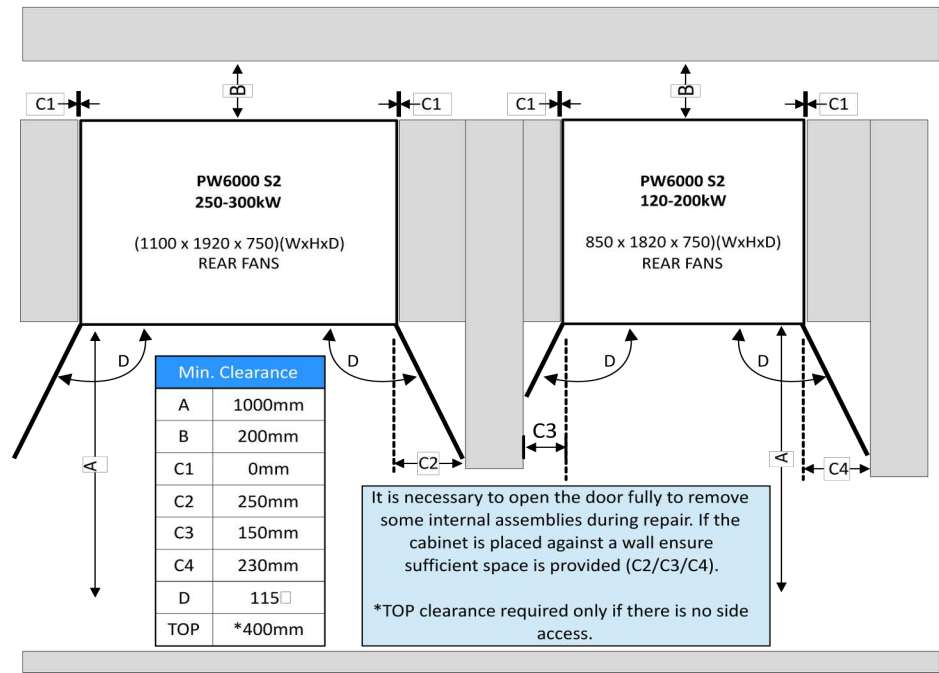 B
B
C1
C1
C1
C1
PW6000 S2
250-300kW
(1100 x 1920 x 750)(WxHxD)
REAR FANS
PW6000 S2
120-200kW
850 x 1820 x 750)(WxHxD)
REAR FANS
D
D
D
D
Min. Clearance
A 1000mm
B 200mm
C1 0mm
C2 250mm
C3 150mm
C4 230mm
D 115□
TOP *400mm
A
C2
C3
A
C4
It is necessary to open the door fully to remove
some internal assemblies during repair. If the
cabinet is placed against a wall ensure
sufficient space is provided (C2/C3/C4).
*TOP clearance required only if there is no side
access.